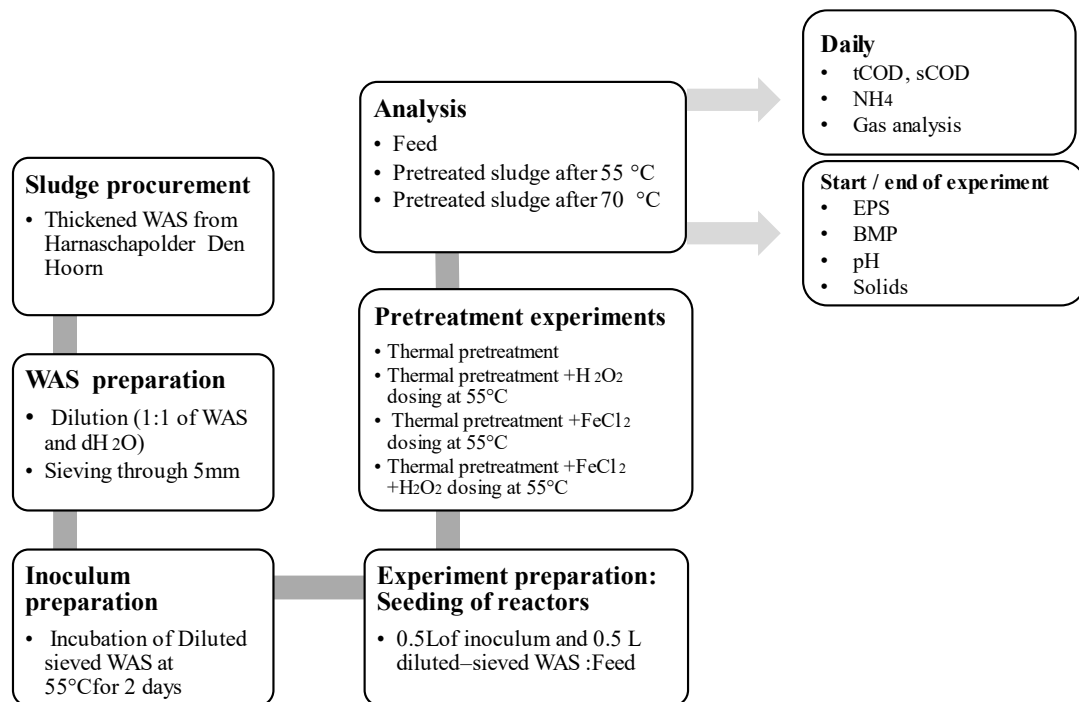 Sludge procurement
• Thickened WAS from
Harnaschapolder Den
Hoorn
WAS preparation
• Dilution (1:1 of WAS
and dH2O)
• Sieving through 5mm
Inoculum
preparation
• Incubation of Diluted
sieved WAS at
55°Cfor 2 days
Experiment preparation:
Seeding of reactors
• 0.5Lof inoculum and 0.5 L
diluted–sieved WAS :Feed
Pretreatment experiments
• Thermal pretreatment
• Thermal pretreatment +H2O2
dosing at 55°C
• Thermal pretreatment +FeCl2
dosing at 55°C
• Thermal pretreatment +FeCl2
+H2O2 dosing at 55°C
Analysis
• Feed
• Pretreated sludge after 55 °C
• Pretreated sludge after 70 °C
Daily
• tCOD, sCOD
• NH4
• Gas analysis
Start / end of experiment
• EPS
• BMP
• pH
• Solids